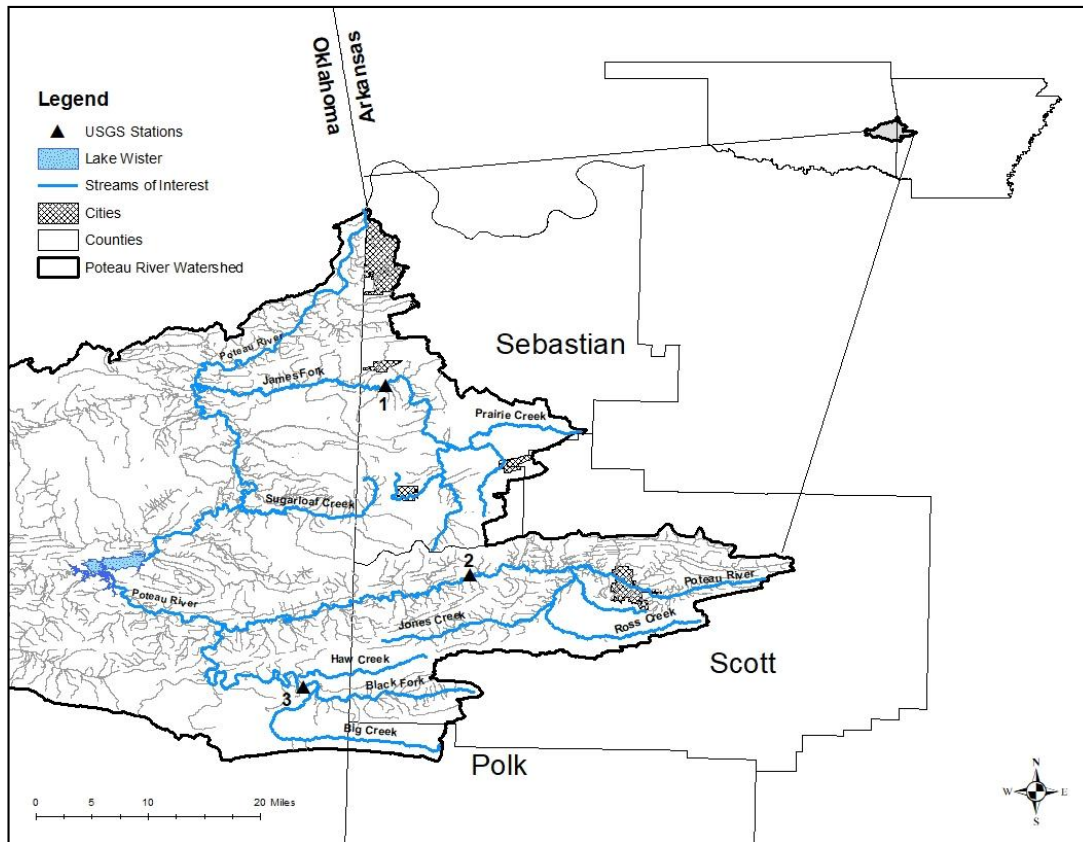 Oklahoma
Arkansas
Legend
USGS Stations
Lake Wister
Streams of Interest
Cities
Counties
Poteau River Watershed
Sebastian
Poteau River
James Fork
1
Prairie Creek
Sugarloaf Creek
2
Poteau River
Poteau River
Jones Creek
Ross Creek
Scott
Haw Creek
3
Black Fork
Big Creek
Polk
0 5 10 20 Miles
N
W E
S